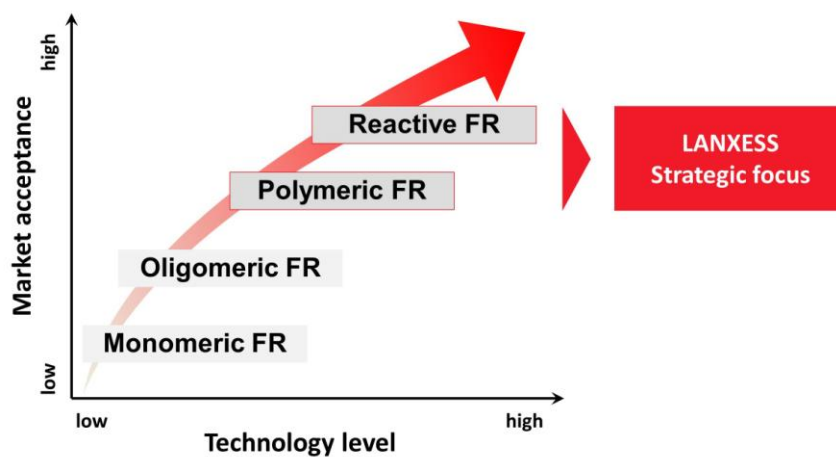 high
Market acceptance
low
Reactive FR
Polymeric FR
Oligomeric FR
Monomeric FR
low
high
Technology level
LANXESS
Strategic focus